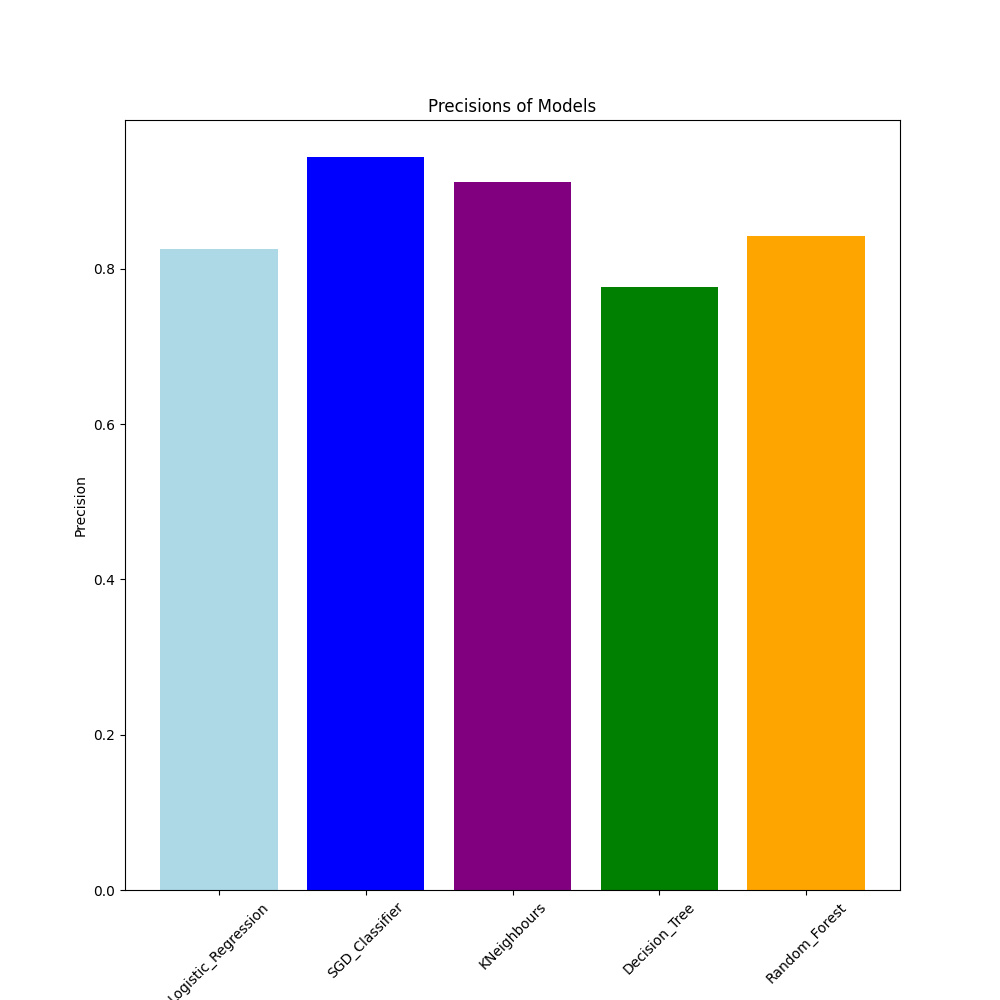 Precisions of Models
Precision
0.8
0.6
0.4
0.2
0.0
Logistic_Regression
SGD_Classifier
KNeighbours
Decision_Tree
Random_Forest